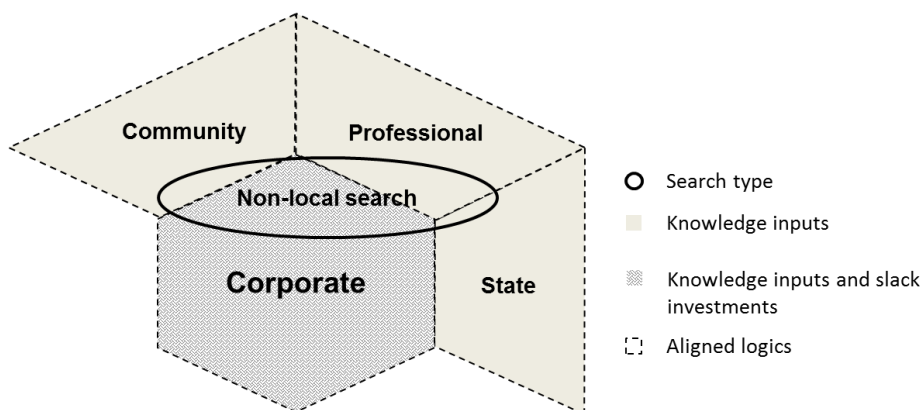 Community
Professional
Non-local search
Corporate
State
Search type
Knowledge inputs
Knowledge inputs and slack
investments
Aligned logics